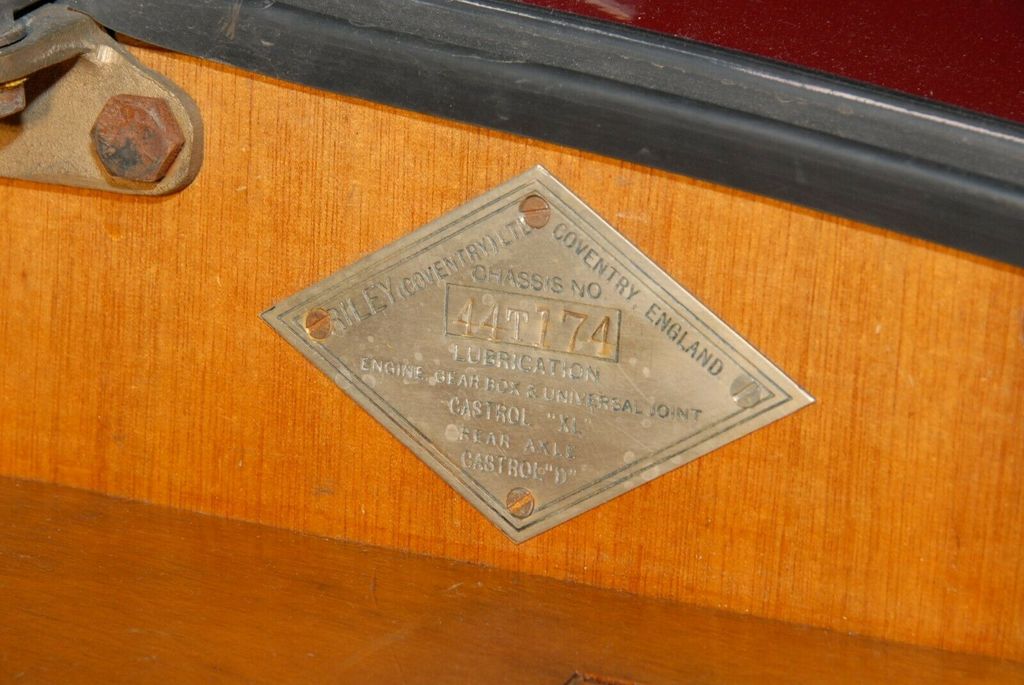 RILEY (COVENTRY) LTD COVENTRY, ENGLAND
CHASSIS NO
44T174
LUBRICATION
ENGINE, GEAR BOX & UNIVERSAL JOINT
CASTROL "XL"
REAR AXLE
CASTROL "D"